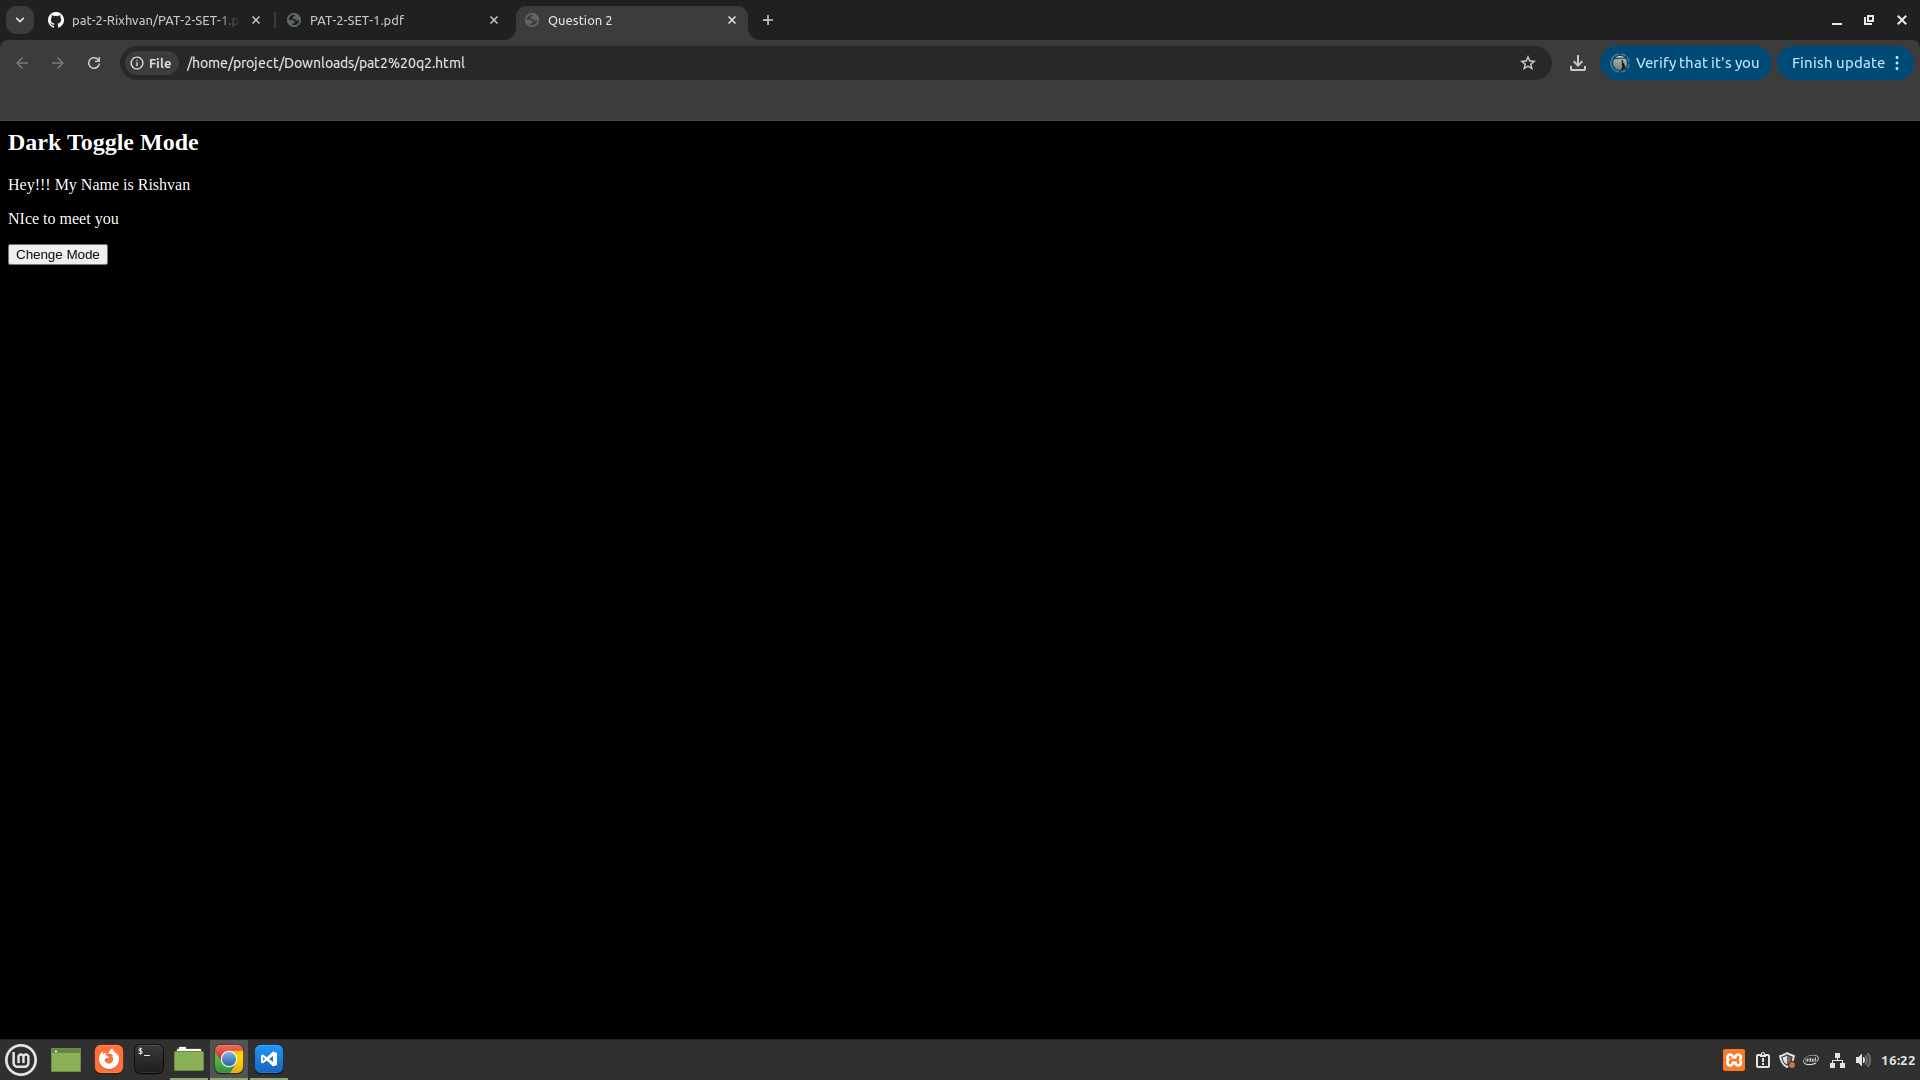 pat-2-Rixhvan/PAT-2-SET-1.p
PAT-2-SET-1.pdf
Question 2
File
/home/project/Downloads/pat2%20q2.html
Verify that it's you
Finish update
Dark Toggle Mode
Hey!!! My Name is Rishvan
NIce to meet you
Chenge Mode
16:22